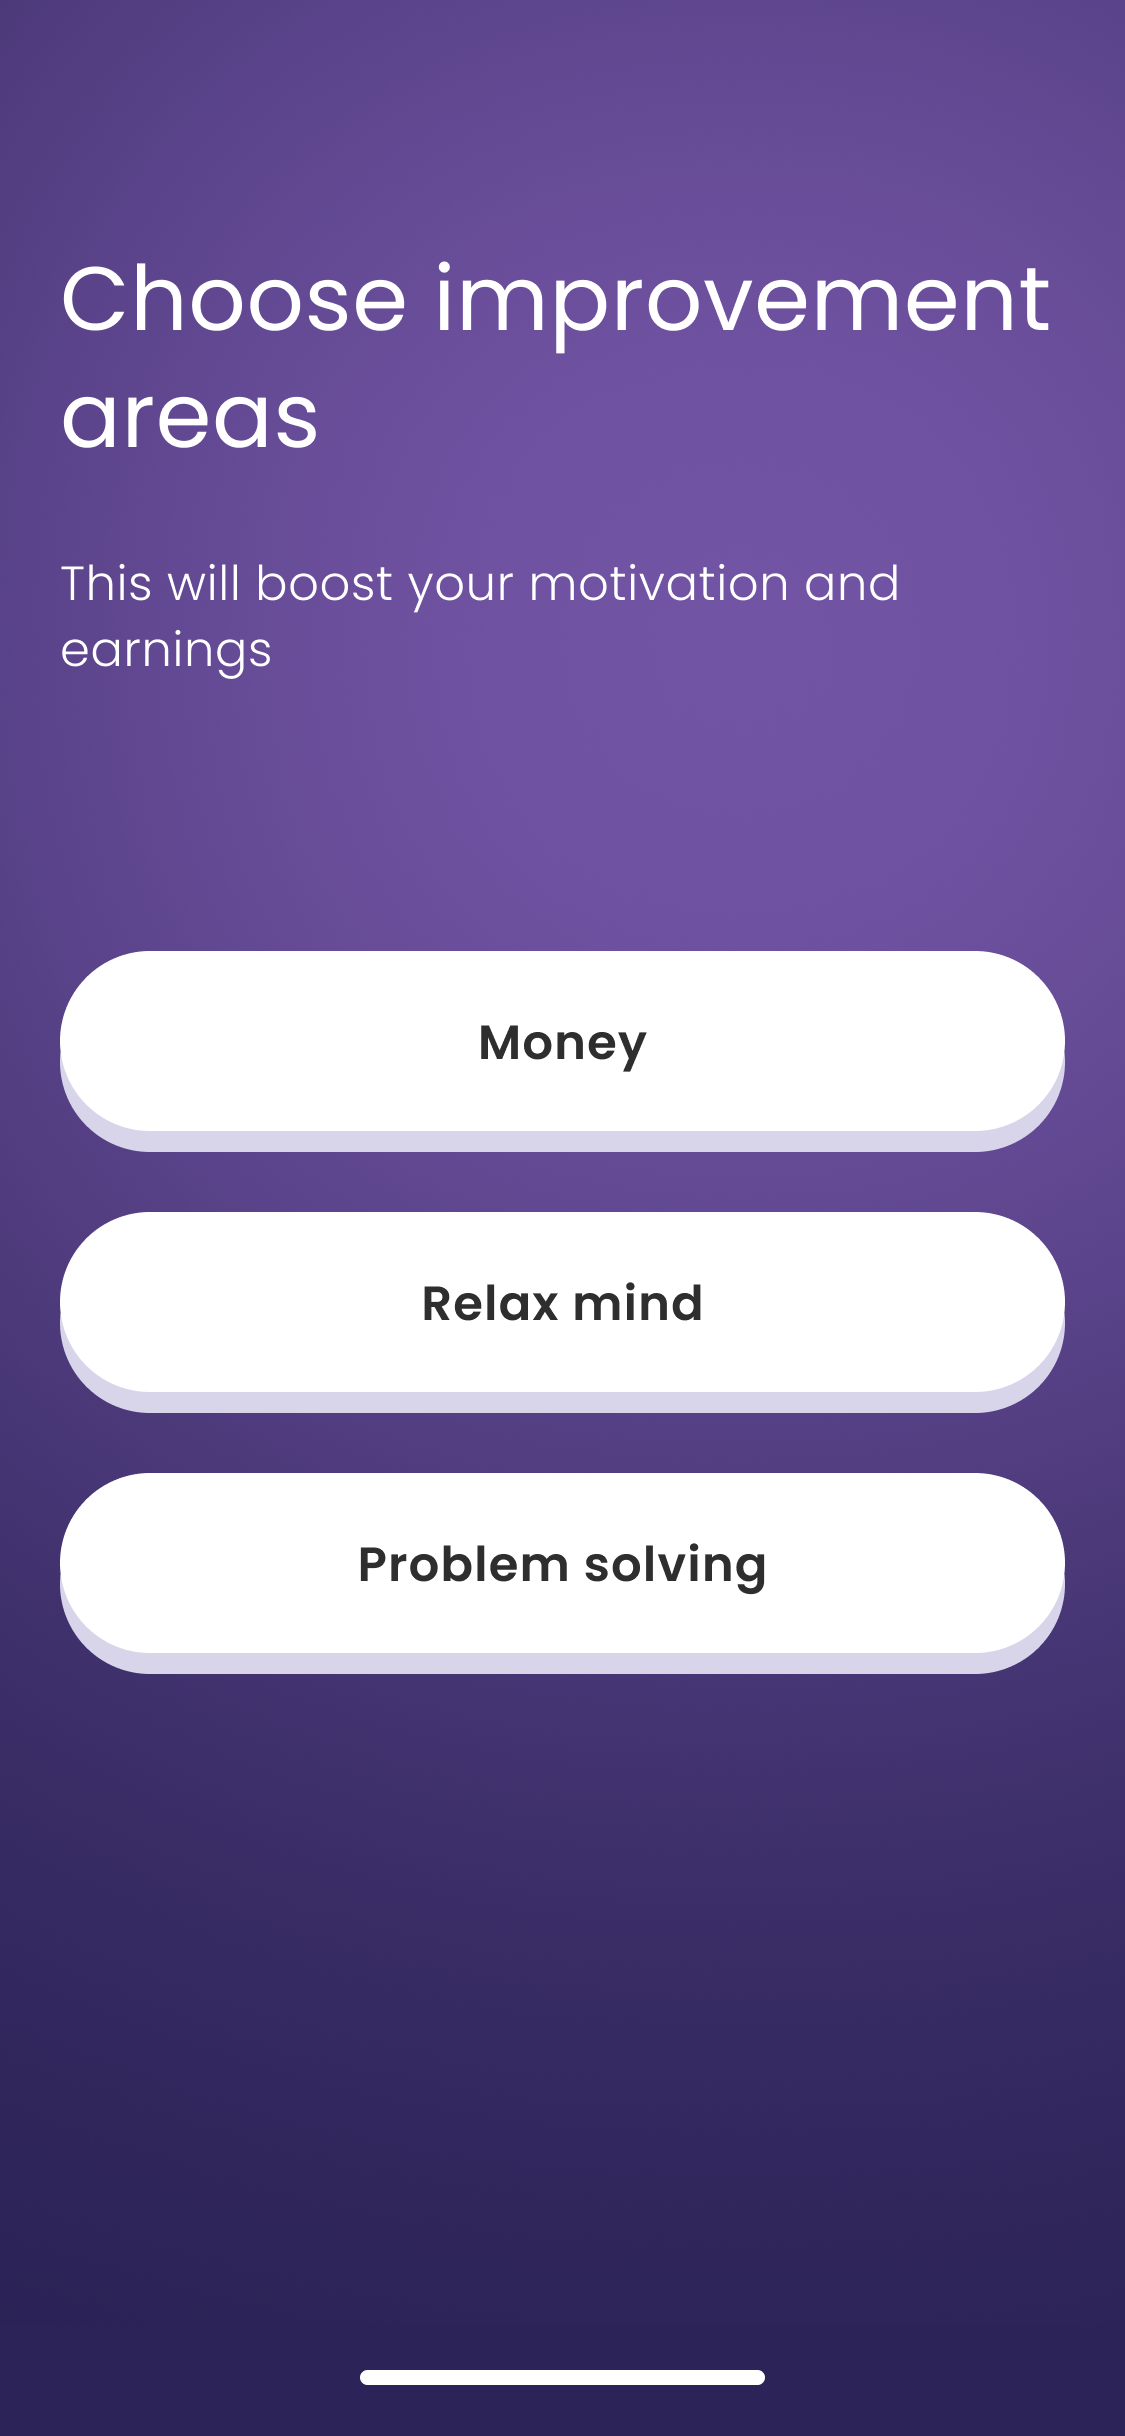 Choose improvement
areas
This will boost your motivation and
earnings
Money
Relax mind
Problem solving